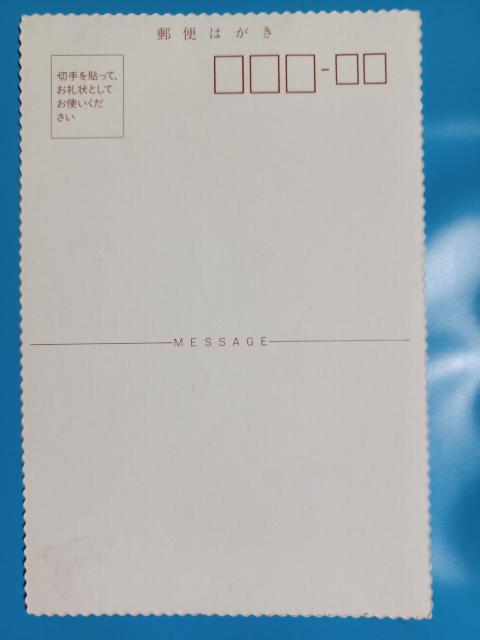 郵便はがき
切手を貼って、
お礼状として
お使いくだ
さい
MESSAGE